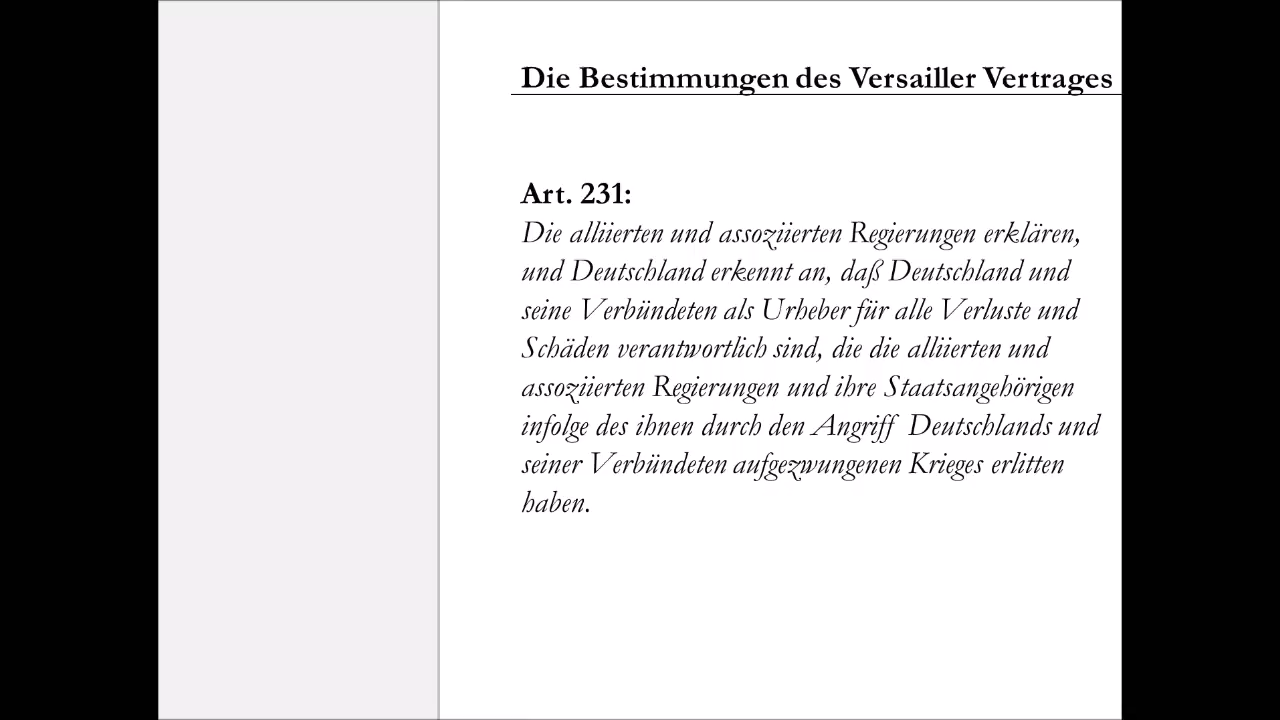 Die Bestimmungen des Versailler Vertrages
Art. 231:
Die alliierten und assoziierten Regierungen erklären,
und Deutschland erkennt an, daß Deutschland und
seine Verbündeten als Urheber für alle Verluste und
Schäden verantwortlich sind, die die alliierten und
assoziierten Regierungen und ihre Staatsangehörigen
infolge des ihnen durch den Angriff Deutschlands und
seiner Verbündeten aufgezwungenen Krieges erlitten
haben.